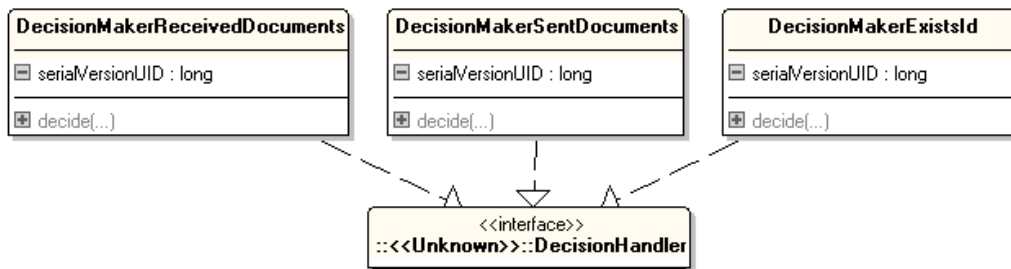 DecisionMakerReceivedDocuments
serialVersionUID : long
decide(...)
DecisionMakerSentDocuments
serialVersionUID : long
decide(...)
DecisionMakerExistsId
serialVersionUID : long
decide(...)
<<interface>>
::<<Unknown>>::DecisionHandler